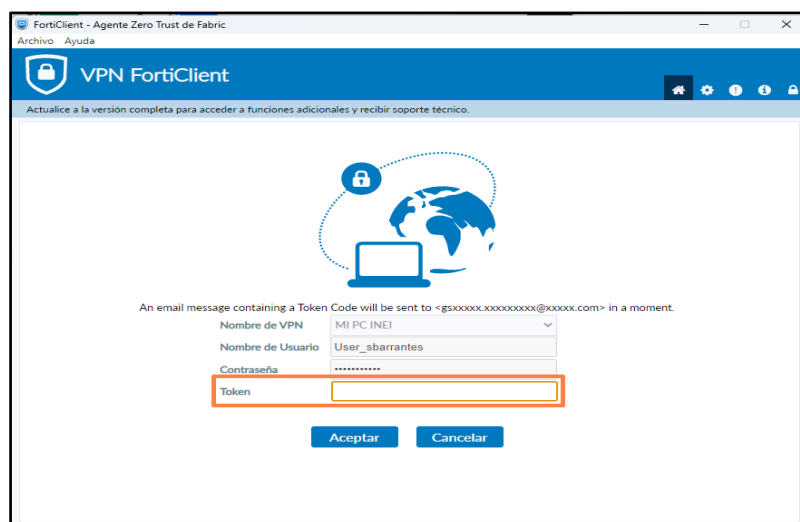 FortiClient - Agente Zero Trust de Fabric
Archivo Ayuda
VPN FortiClient
Actualice a la versión completa para acceder a funciones adicionales y recibir soporte técnico.
An email message containing a Token Code will be sent to <gsxxxxx.xxxxxxxxx@xxxxx.com> in a moment.
Nombre de VPN MI PC INEI
Nombre de Usuario User_sbarrantes
Contraseña •••••••••••
Token
Aceptar Cancelar